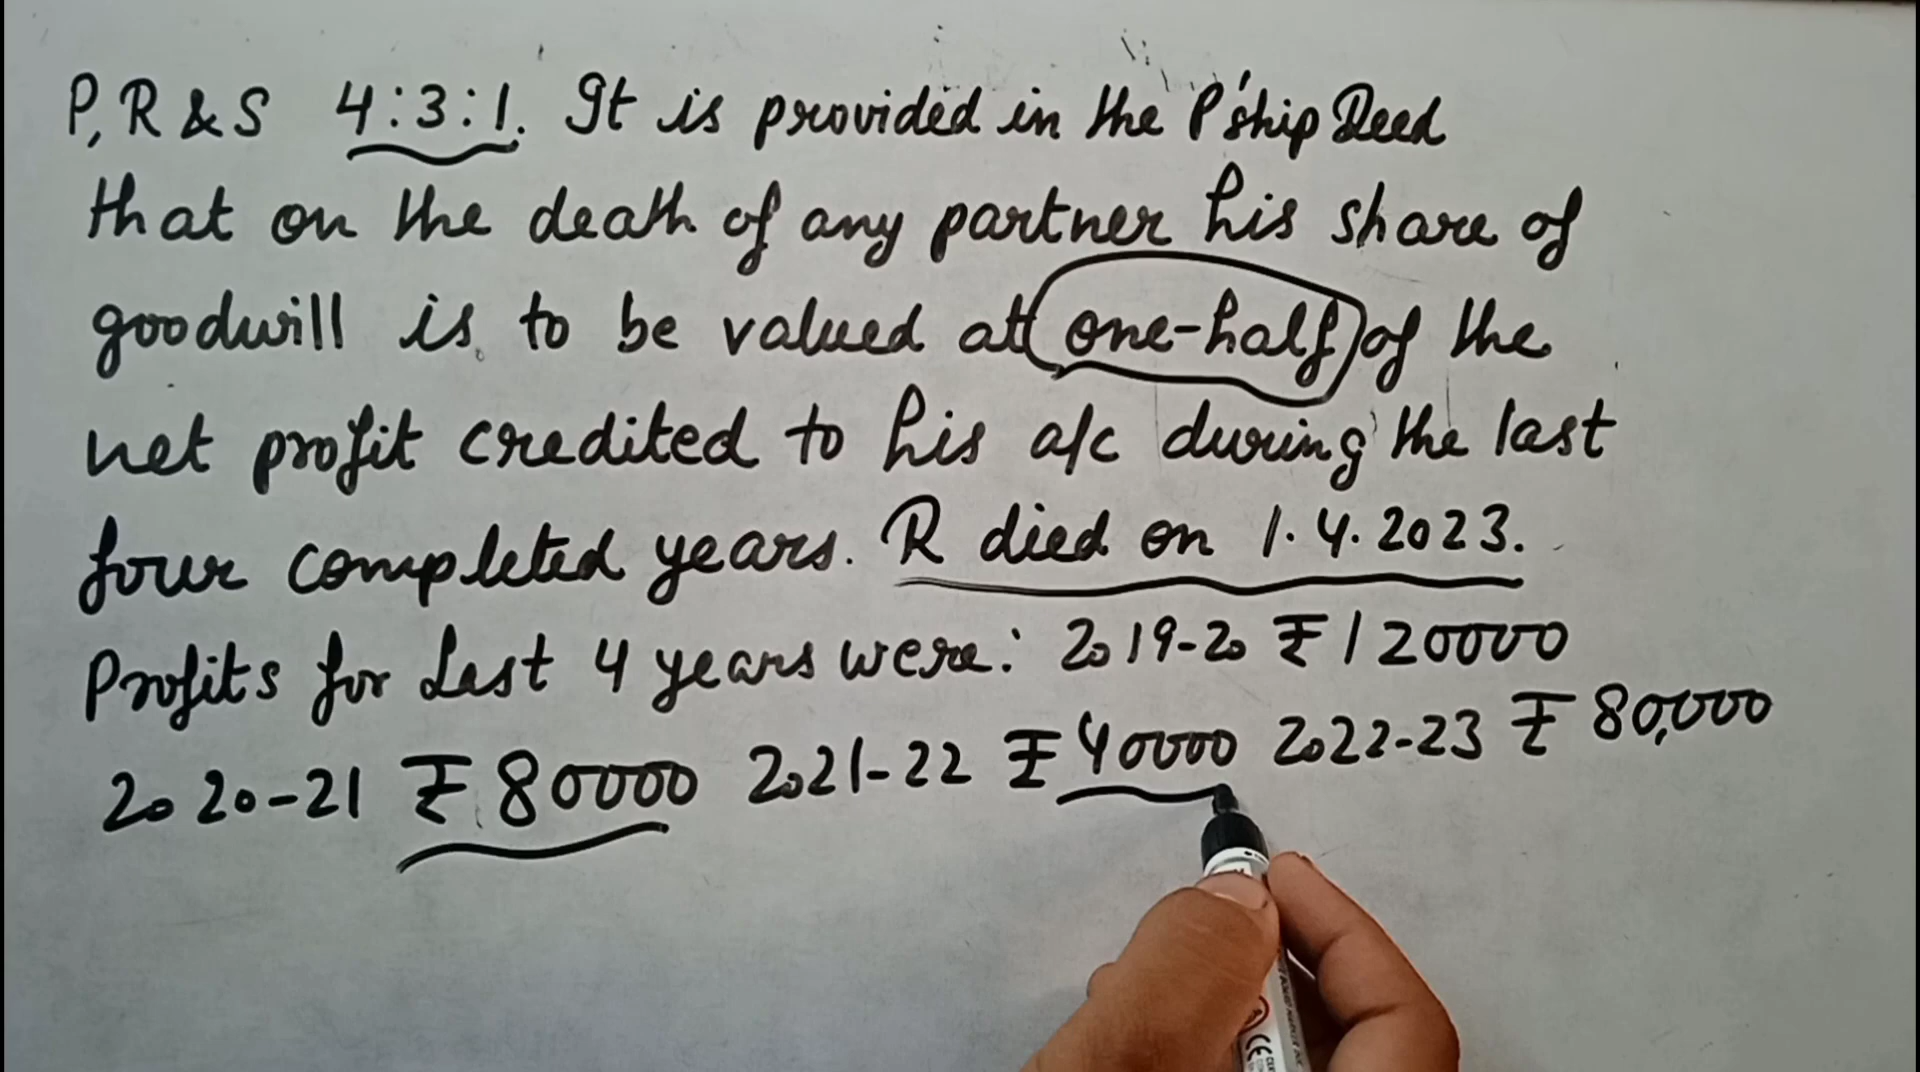 P, R & S 4:3:1. It is provided in the P'ship Deed
that on the death of any partner his share of
goodwill is to be valued at one-half of the
net profit credited to his a/c during the last
four completed years. R died on 1.4.2023.
Profits for last 4 years were: 2019-20 ₹120000
2020-21 ₹80000 2021-22 ₹40000 2022-23 ₹80,000
CE